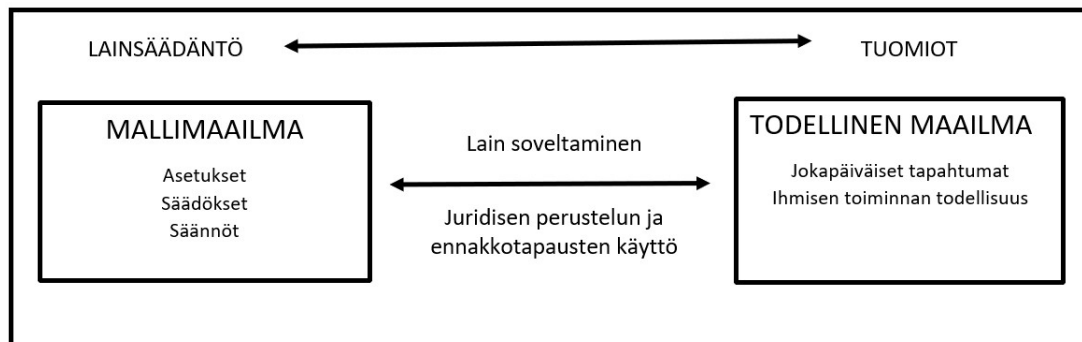 LAINSÄÄDÄNTÖ
TUOMIOT
MALLIMAAILMA
Asetukset
Säädökset
Säännöt
Lain soveltaminen
Juridisen perustelun ja
ennakkotapausten käyttö
TODELLINEN MAAILMA
Jokapäiväiset tapahtumat
Ihmisen toiminnan todellisuus